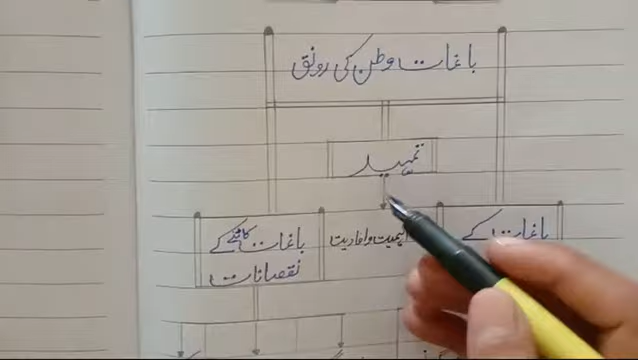 باغات وطن کی رونق
تمہید
باغات کے
اہمیت و افادیت
باغات کاٹنے کے
نقصانات